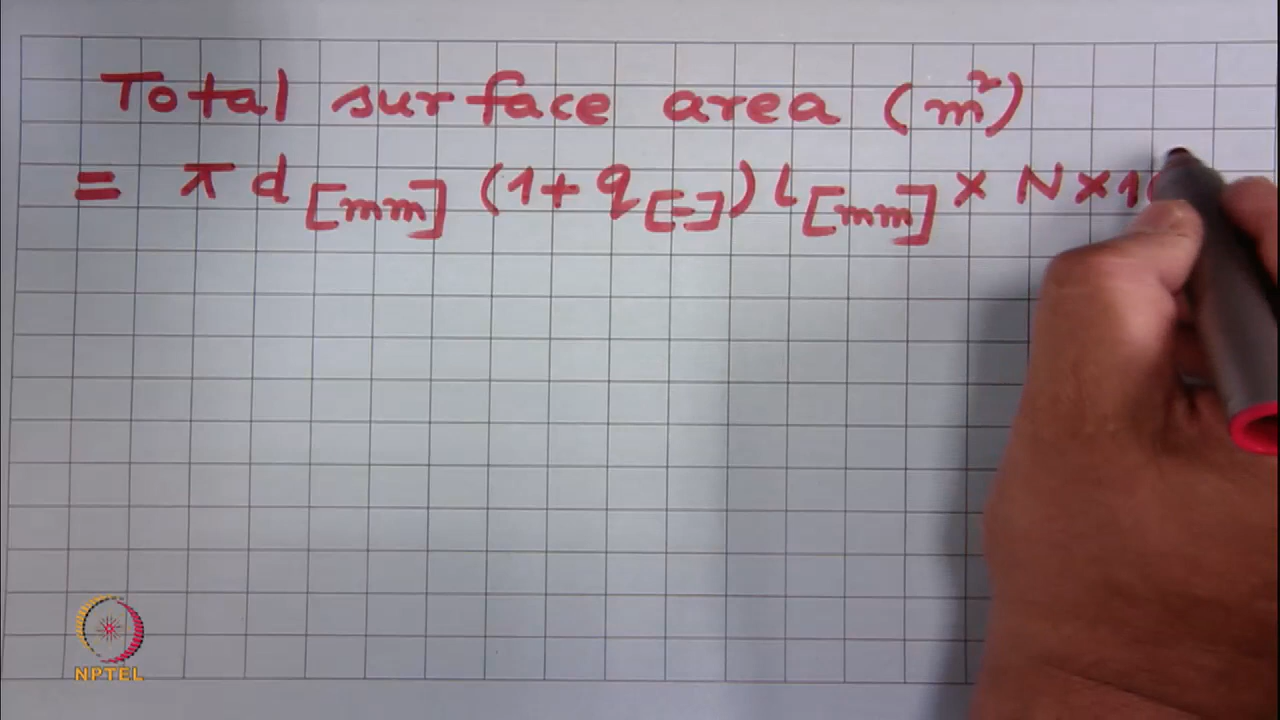 Total surface area (m²)
= π d [mm] (1 + q [-]) l [mm] × N × 1
NPTEL